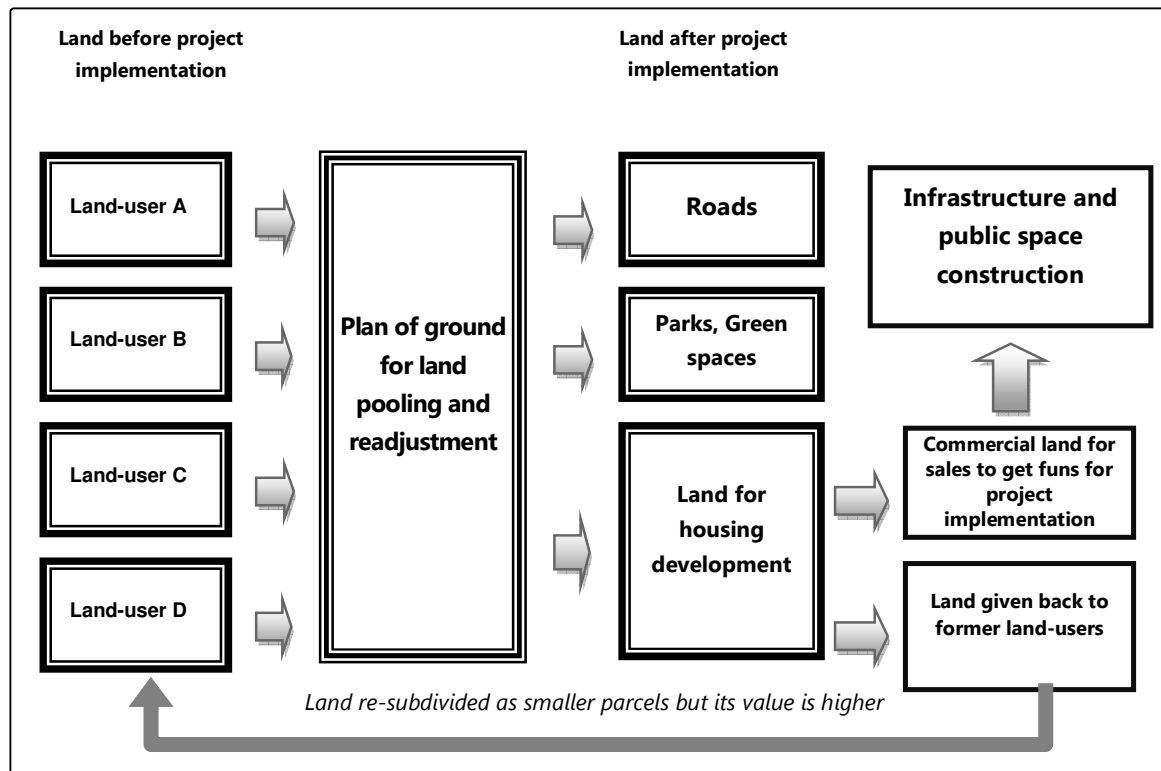 Land before project
implementation
Land after project
implementation
Land-user A
Land-user B
Land-user C
Land-user D
Plan of ground
for land
pooling and
readjustment
Roads
Parks, Green
spaces
Land for
housing
development
Infrastructure and
public space
construction
Commercial land for
sales to get funs for
project
implementation
Land given back to
former land-users
Land re-subdivided as smaller parcels but its value is higher